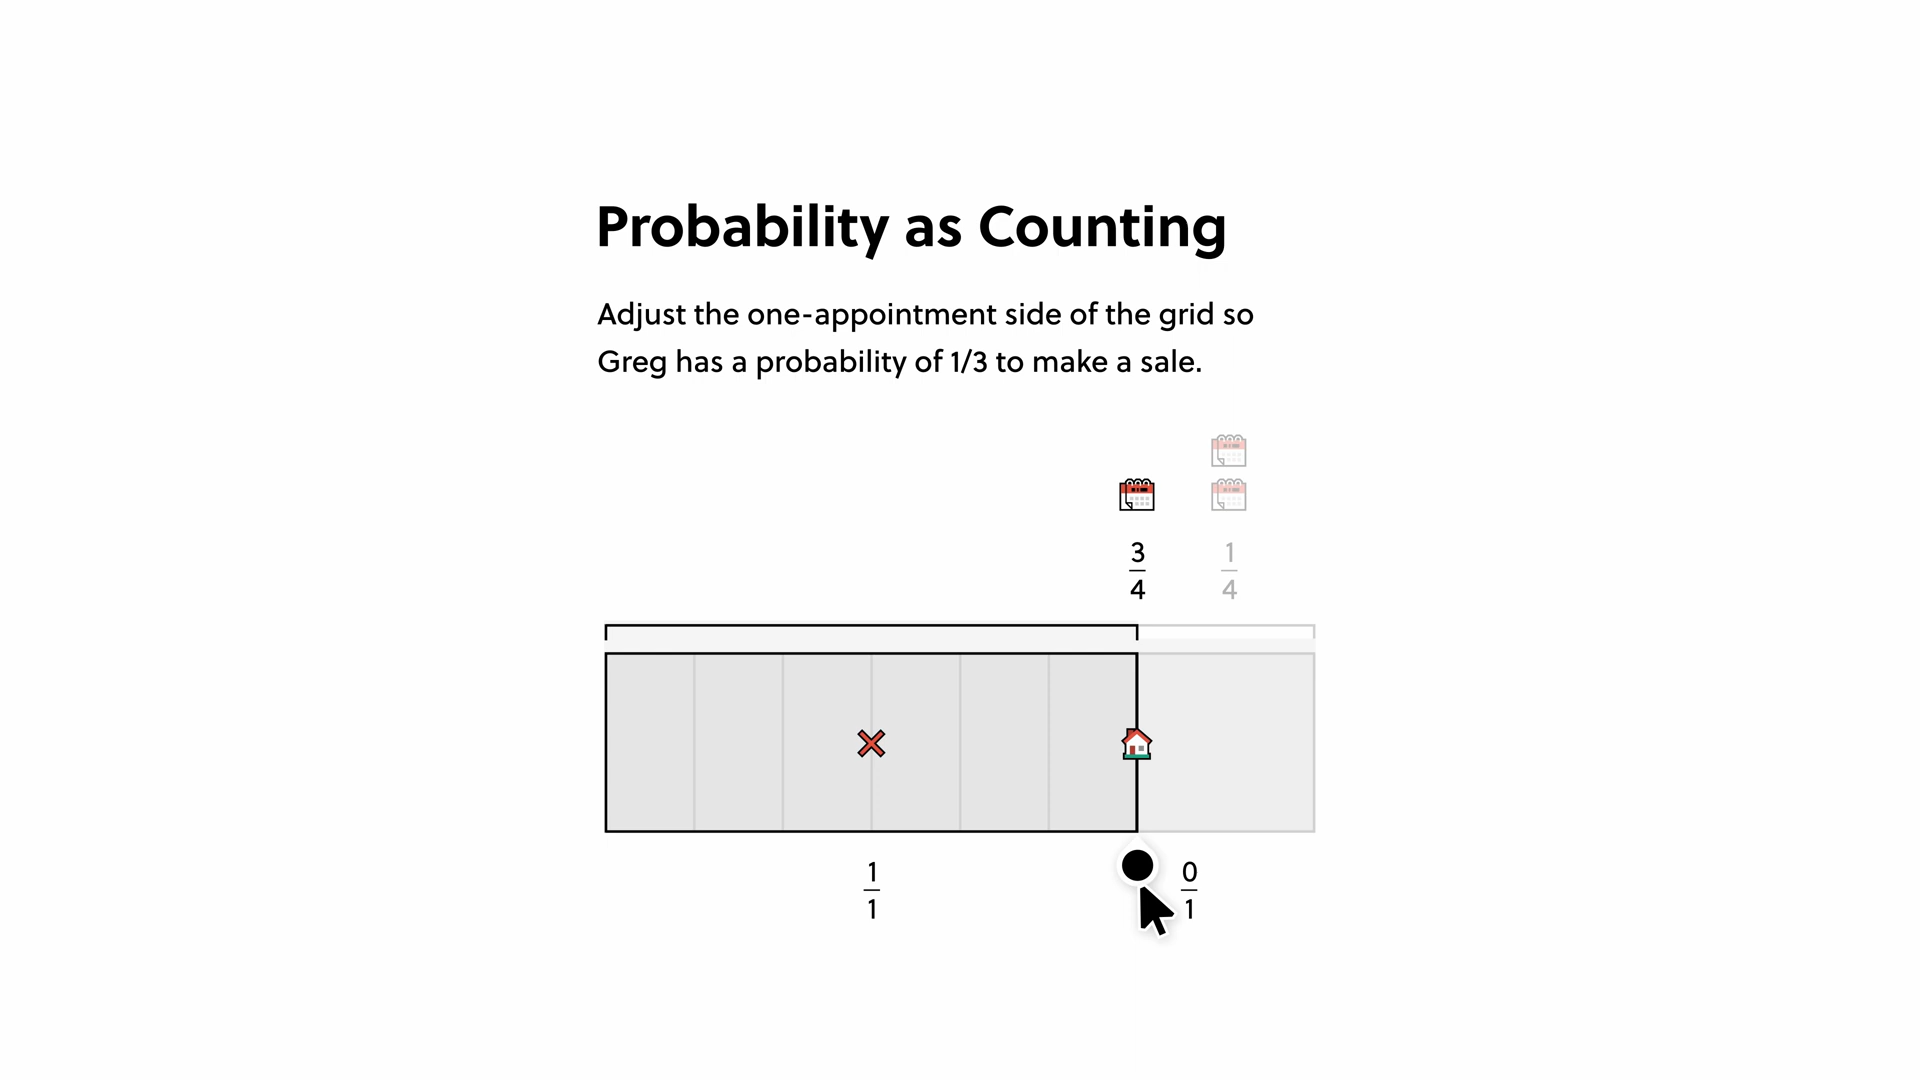 Probability as Counting
Adjust the one-appointment side of the grid so
Greg has a probability of 1/3 to make a sale.
3/4 1/4
1/1 0/1